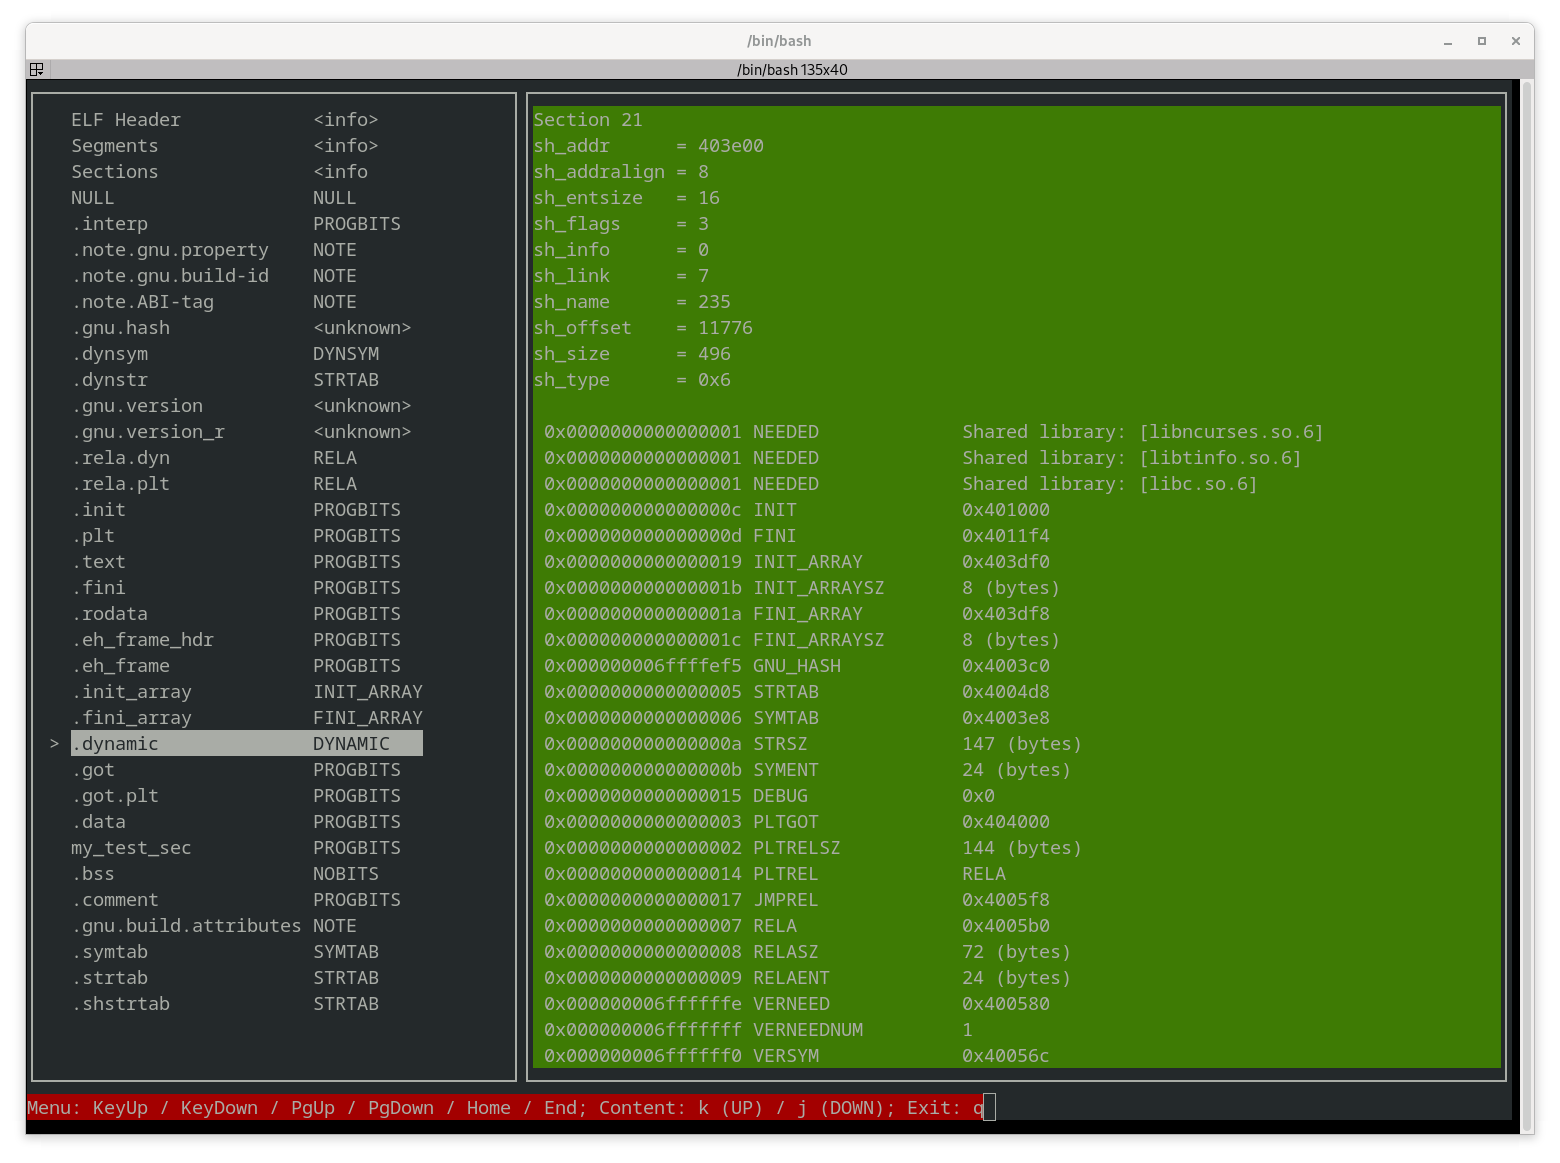 /bin/bash
/bin/bash 135x40
ELF Header <info>
Segments <info>
Sections <info
NULL NULL
.interp PROGBITS
.note.gnu.property NOTE
.note.gnu.build-id NOTE
.note.ABI-tag NOTE
.gnu.hash <unknown>
.dynsym DYNSYM
.dynstr STRTAB
.gnu.version <unknown>
.gnu.version_r <unknown>
.rela.dyn RELA
.rela.plt RELA
.init PROGBITS
.plt PROGBITS
.text PROGBITS
.fini PROGBITS
.rodata PROGBITS
.eh_frame_hdr PROGBITS
.eh_frame PROGBITS
.init_array INIT_ARRAY
.fini_array FINI_ARRAY
> .dynamic DYNAMIC
.got PROGBITS
.got.plt PROGBITS
.data PROGBITS
my_test_sec PROGBITS
.bss NOBITS
.comment PROGBITS
.gnu.build.attributes NOTE
.symtab SYMTAB
.strtab STRTAB
.shstrtab STRTAB
Section 21
sh_addr = 403e00
sh_addralign = 8
sh_entsize = 16
sh_flags = 3
sh_info = 0
sh_link = 7
sh_name = 235
sh_offset = 11776
sh_size = 496
sh_type = 0x6
0x0000000000000001 NEEDED Shared library: [libncurses.so.6]
0x0000000000000001 NEEDED Shared library: [libtinfo.so.6]
0x0000000000000001 NEEDED Shared library: [libc.so.6]
0x000000000000000c INIT 0x401000
0x000000000000000d FINI 0x4011f4
0x0000000000000019 INIT_ARRAY 0x403df0
0x000000000000001b INIT_ARRAYSZ 8 (bytes)
0x000000000000001a FINI_ARRAY 0x403df8
0x000000000000001c FINI_ARRAYSZ 8 (bytes)
0x000000006ffffef5 GNU_HASH 0x4003c0
0x0000000000000005 STRTAB 0x4004d8
0x0000000000000006 SYMTAB 0x4003e8
0x000000000000000a STRSZ 147 (bytes)
0x000000000000000b SYMENT 24 (bytes)
0x0000000000000015 DEBUG 0x0
0x0000000000000003 PLTGOT 0x404000
0x0000000000000002 PLTRELSZ 144 (bytes)
0x0000000000000014 PLTREL RELA
0x0000000000000017 JMPREL 0x4005f8
0x0000000000000007 RELA 0x4005b0
0x0000000000000008 RELASZ 72 (bytes)
0x0000000000000009 RELAENT 24 (bytes)
0x000000006ffffffe VERNEED 0x400580
0x000000006fffffff VERNEEDNUM 1
0x000000006ffffff0 VERSYM 0x40056c
Menu: KeyUp / KeyDown / PgUp / PgDown / Home / End; Content: k (UP) / j (DOWN); Exit: q